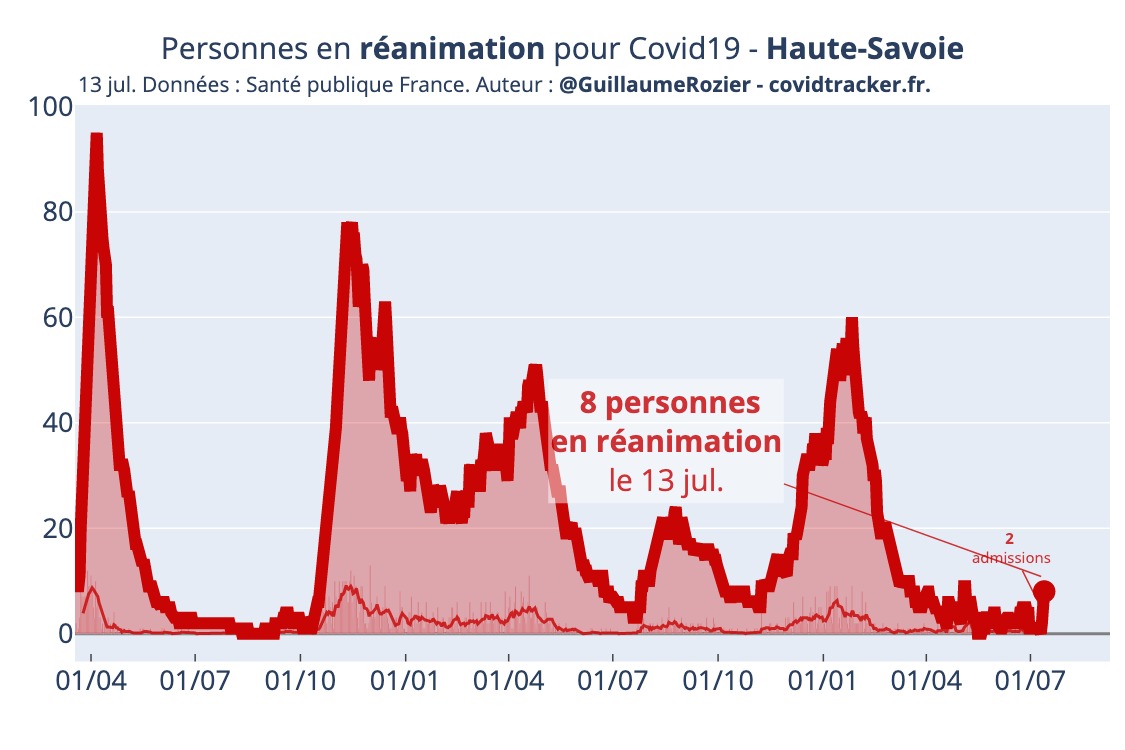 Personnes en réanimation pour Covid19 - Haute-Savoie
13 jul. Données : Santé publique France. Auteur : @GuillaumeRozier - covidtracker.fr.
100
80
60
40
20
0
8 personnes
en réanimation
le 13 jul.
2
admissions
01/04 01/07 01/10 01/01 01/04 01/07 01/10 01/01 01/04 01/07